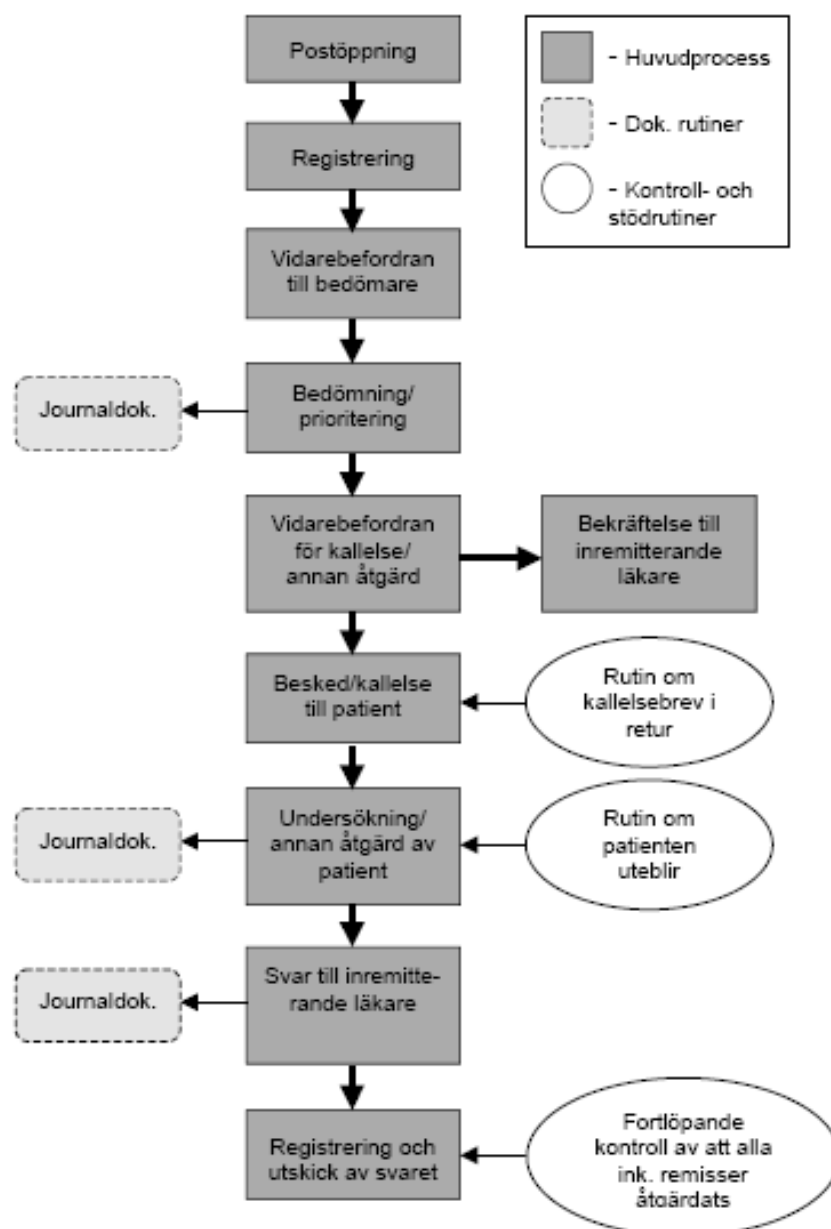 Postöppning
- Huvudprocess
- Dok. rutiner
- Kontroll- och
stödrutiner
Registrering
Vidarebefordran
till bedömare
Bedömning/
prioritering
Journaldok.
Vidarebefordran
för kallelse/
annan åtgärd
Bekräftelse till
inremitterande
läkare
Besked/kallelse
till patient
Rutin om
kallelsebrev i
retur
Undersökning/
annan åtgärd av
patient
Journaldok.
Rutin om
patienten
uteblir
Svar till inremitte-
rande läkare
Journaldok.
Registrering och
utskick av svaret
Fortlöpande
kontroll av att alla
ink. remisser
åtgärdats